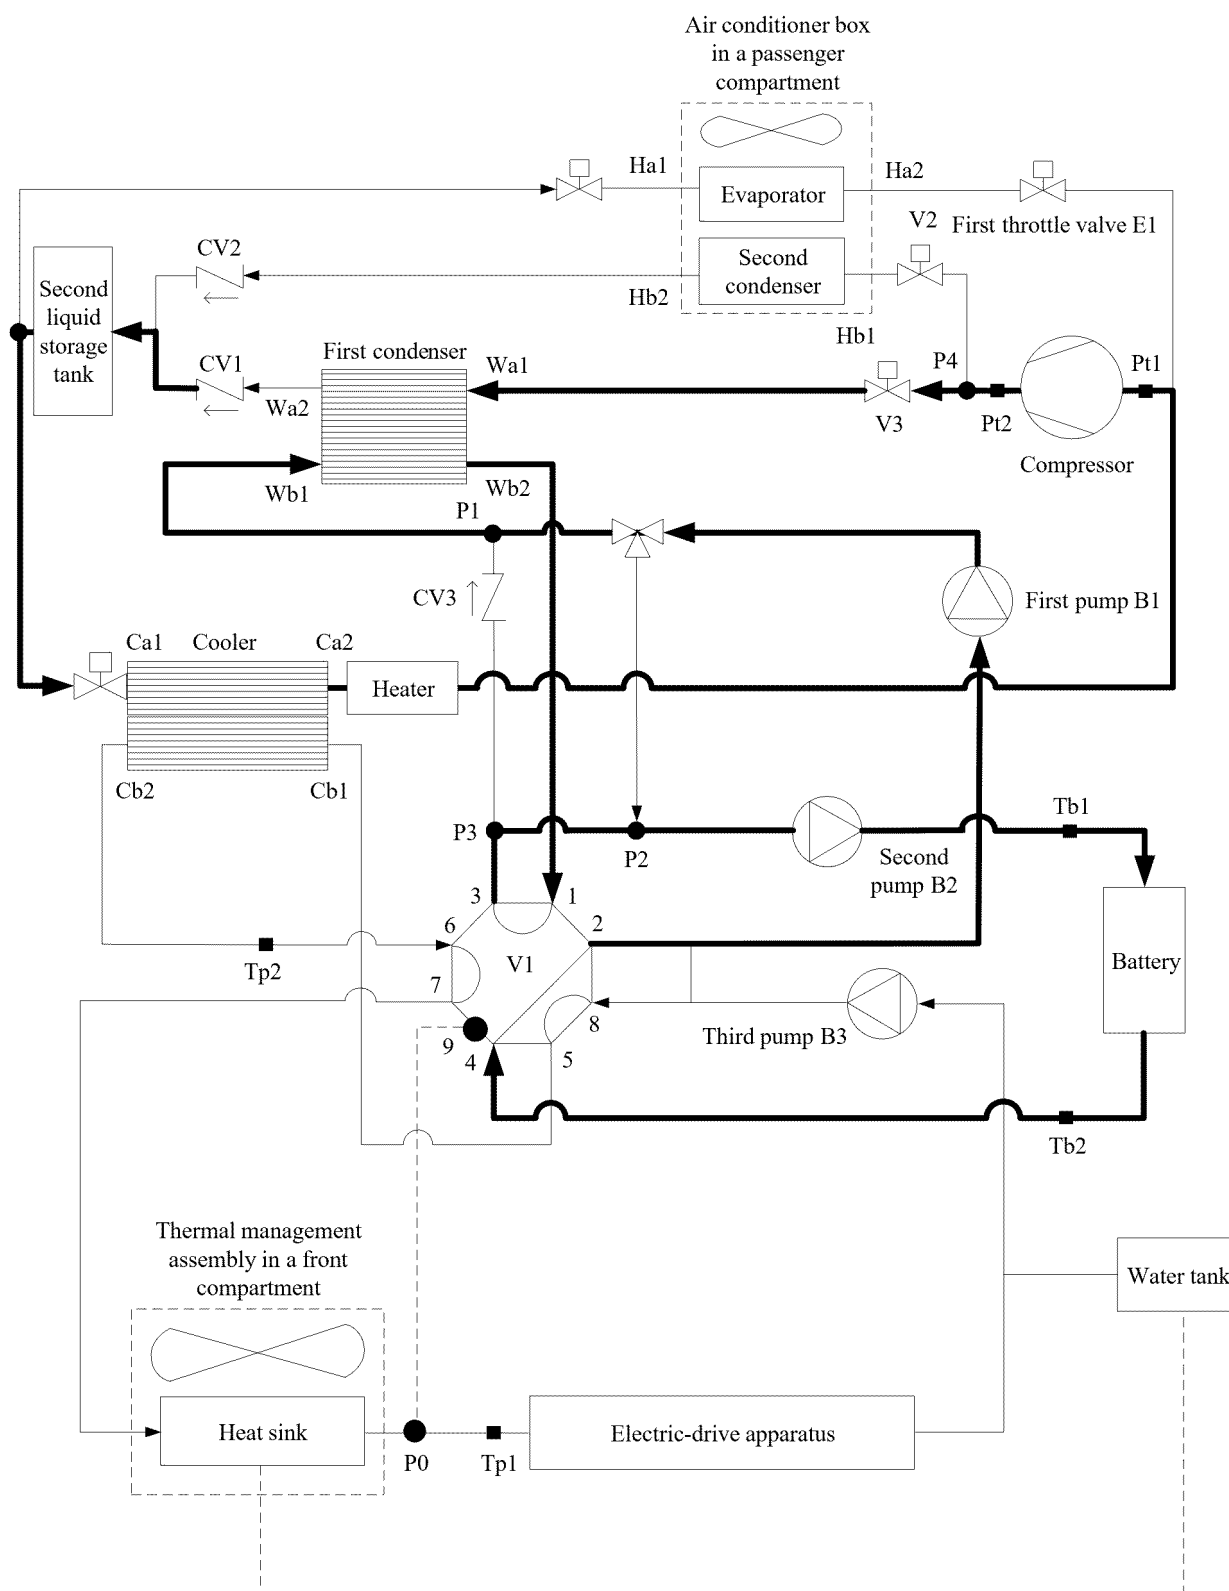 Air conditioner box
in a passenger
compartment
Ha1
Evaporator
Ha2
First throttle valve E1
V2
CV2
Second
condenser
Hb2
Hb1
Second
liquid
storage
tank
First condenser
CV1
Wa1
Wa2
P4
Pt1
V3
Pt2
Compressor
Wb1
Wb2
P1
CV3
First pump B1
Ca1
Cooler
Ca2
Heater
Cb2
Cb1
P3
P2
Second
pump B2
Tb1
3
1
6
2
V1
Tp2
7
8
9
4
5
Third pump B3
Battery
Tb2
Thermal management
assembly in a front
compartment
Water tank
Heat sink
P0
Tp1
Electric-drive apparatus